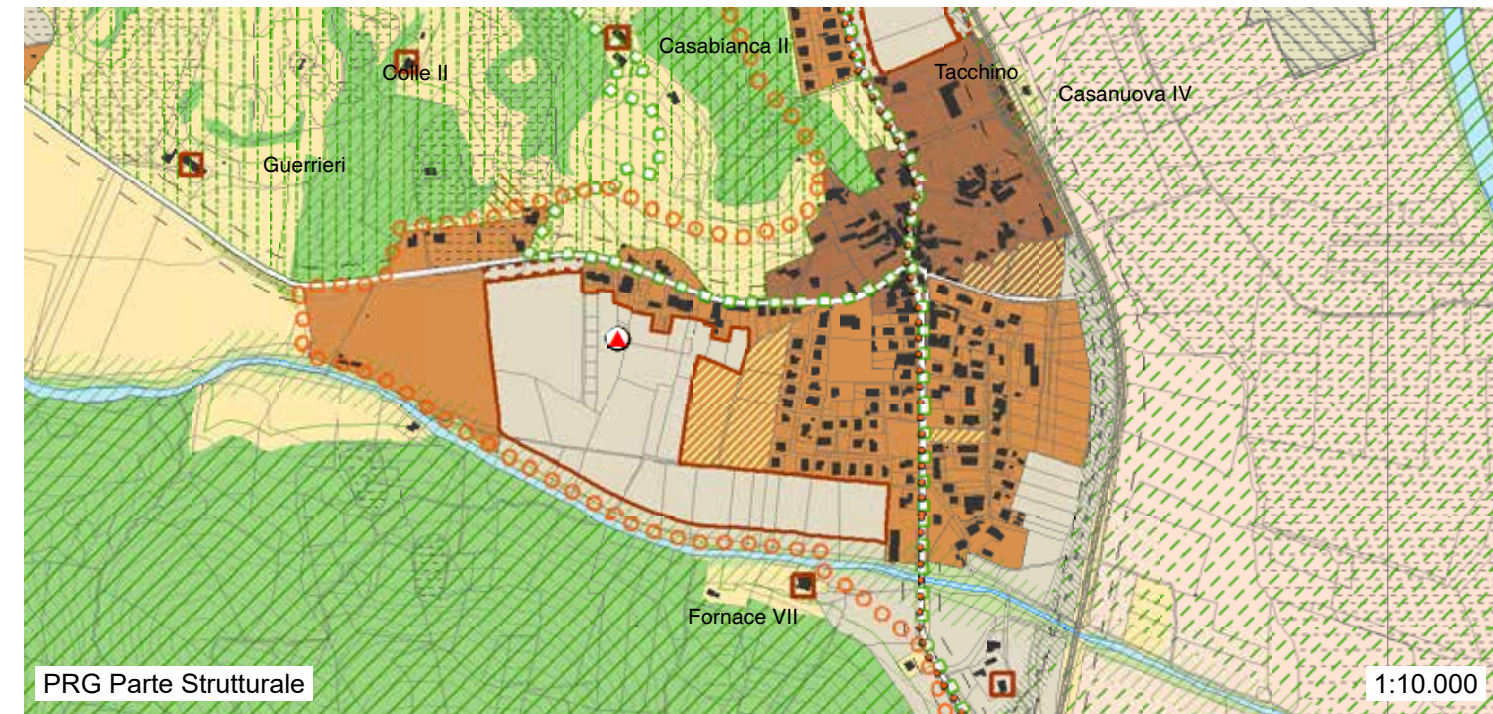 Casabianca II
Colle II
Tacchino
Casanuova IV
Guerrieri
Fornace VII
PRG Parte Strutturale
1:10.000